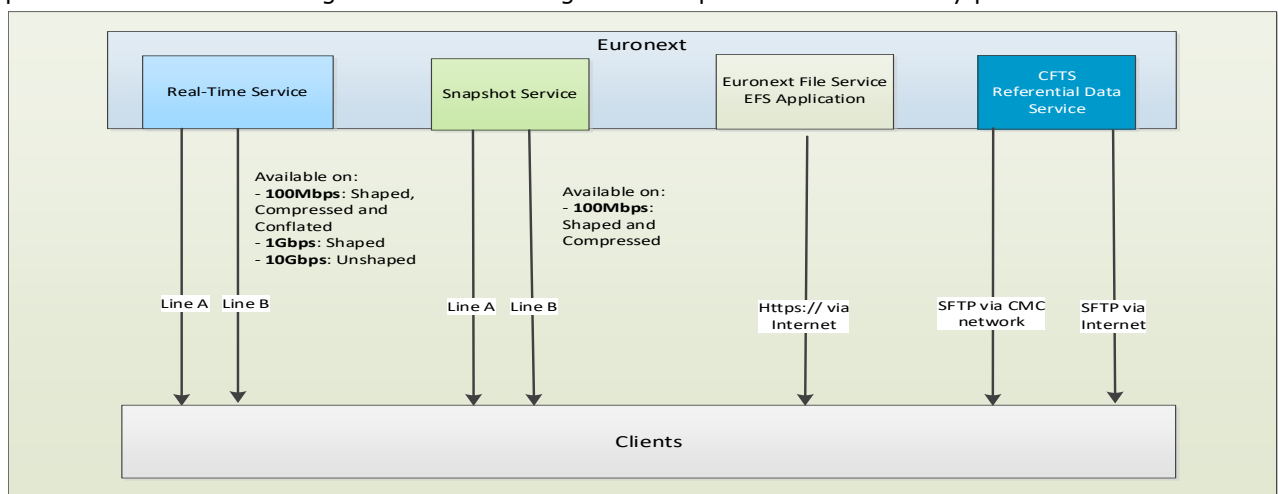 Euronext
Real-Time Service
Snapshot Service
Euronext File Service
EFS Application
CFTS
Referential Data
Service
Available on:
- 100Mbps: Shaped,
Compressed and
Conflated
- 1Gbps: Shaped
- 10Gbps: Unshaped
Available on:
- 100Mbps:
Shaped and
Compressed
Line A
Line B
Line A
Line B
Https:// via
Internet
SFTP via CMC
network
SFTP via
Internet
Clients